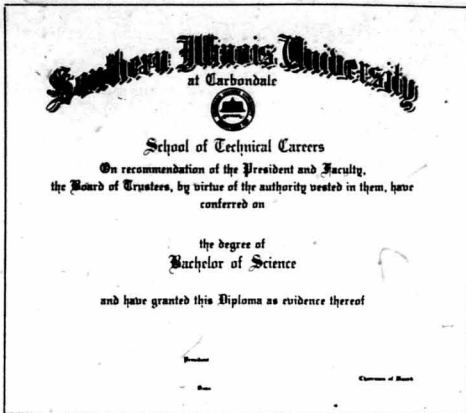 Southern Illinois University
at Carbondale
School of Technical Careers
On recommendation of the President and Faculty,
the Board of Trustees, by virtue of the authority vested in them, have
conferred on
the degree of
Bachelor of Science
and have granted this Diploma as evidence thereof
President
Chairman of Board